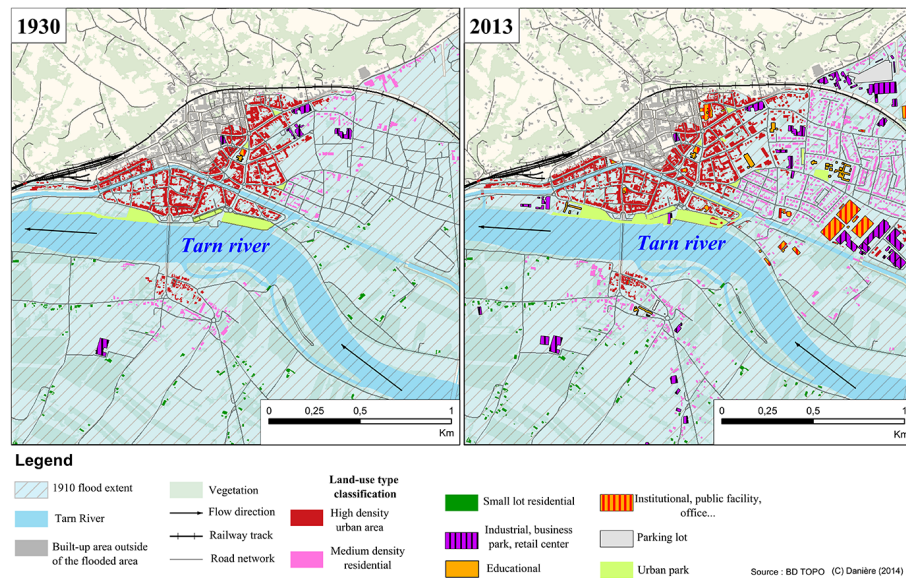 1930
2013
Tarn river
Tarn river
0 0,25 0,5 1
Km
0 0,25 0,5 1
Km
Legend
1910 flood extent
Tarn River
Built-up area outside
of the flooded area
Vegetation
Flow direction
Railway track
Road network
Land-use type
classification
High density
urban area
Medium density
residential
Small lot residential
Industrial, business
park, retail center
Educational
Institutional, public facility,
office...
Parking lot
Urban park
Source : BD TOPO (C) Danière (2014)